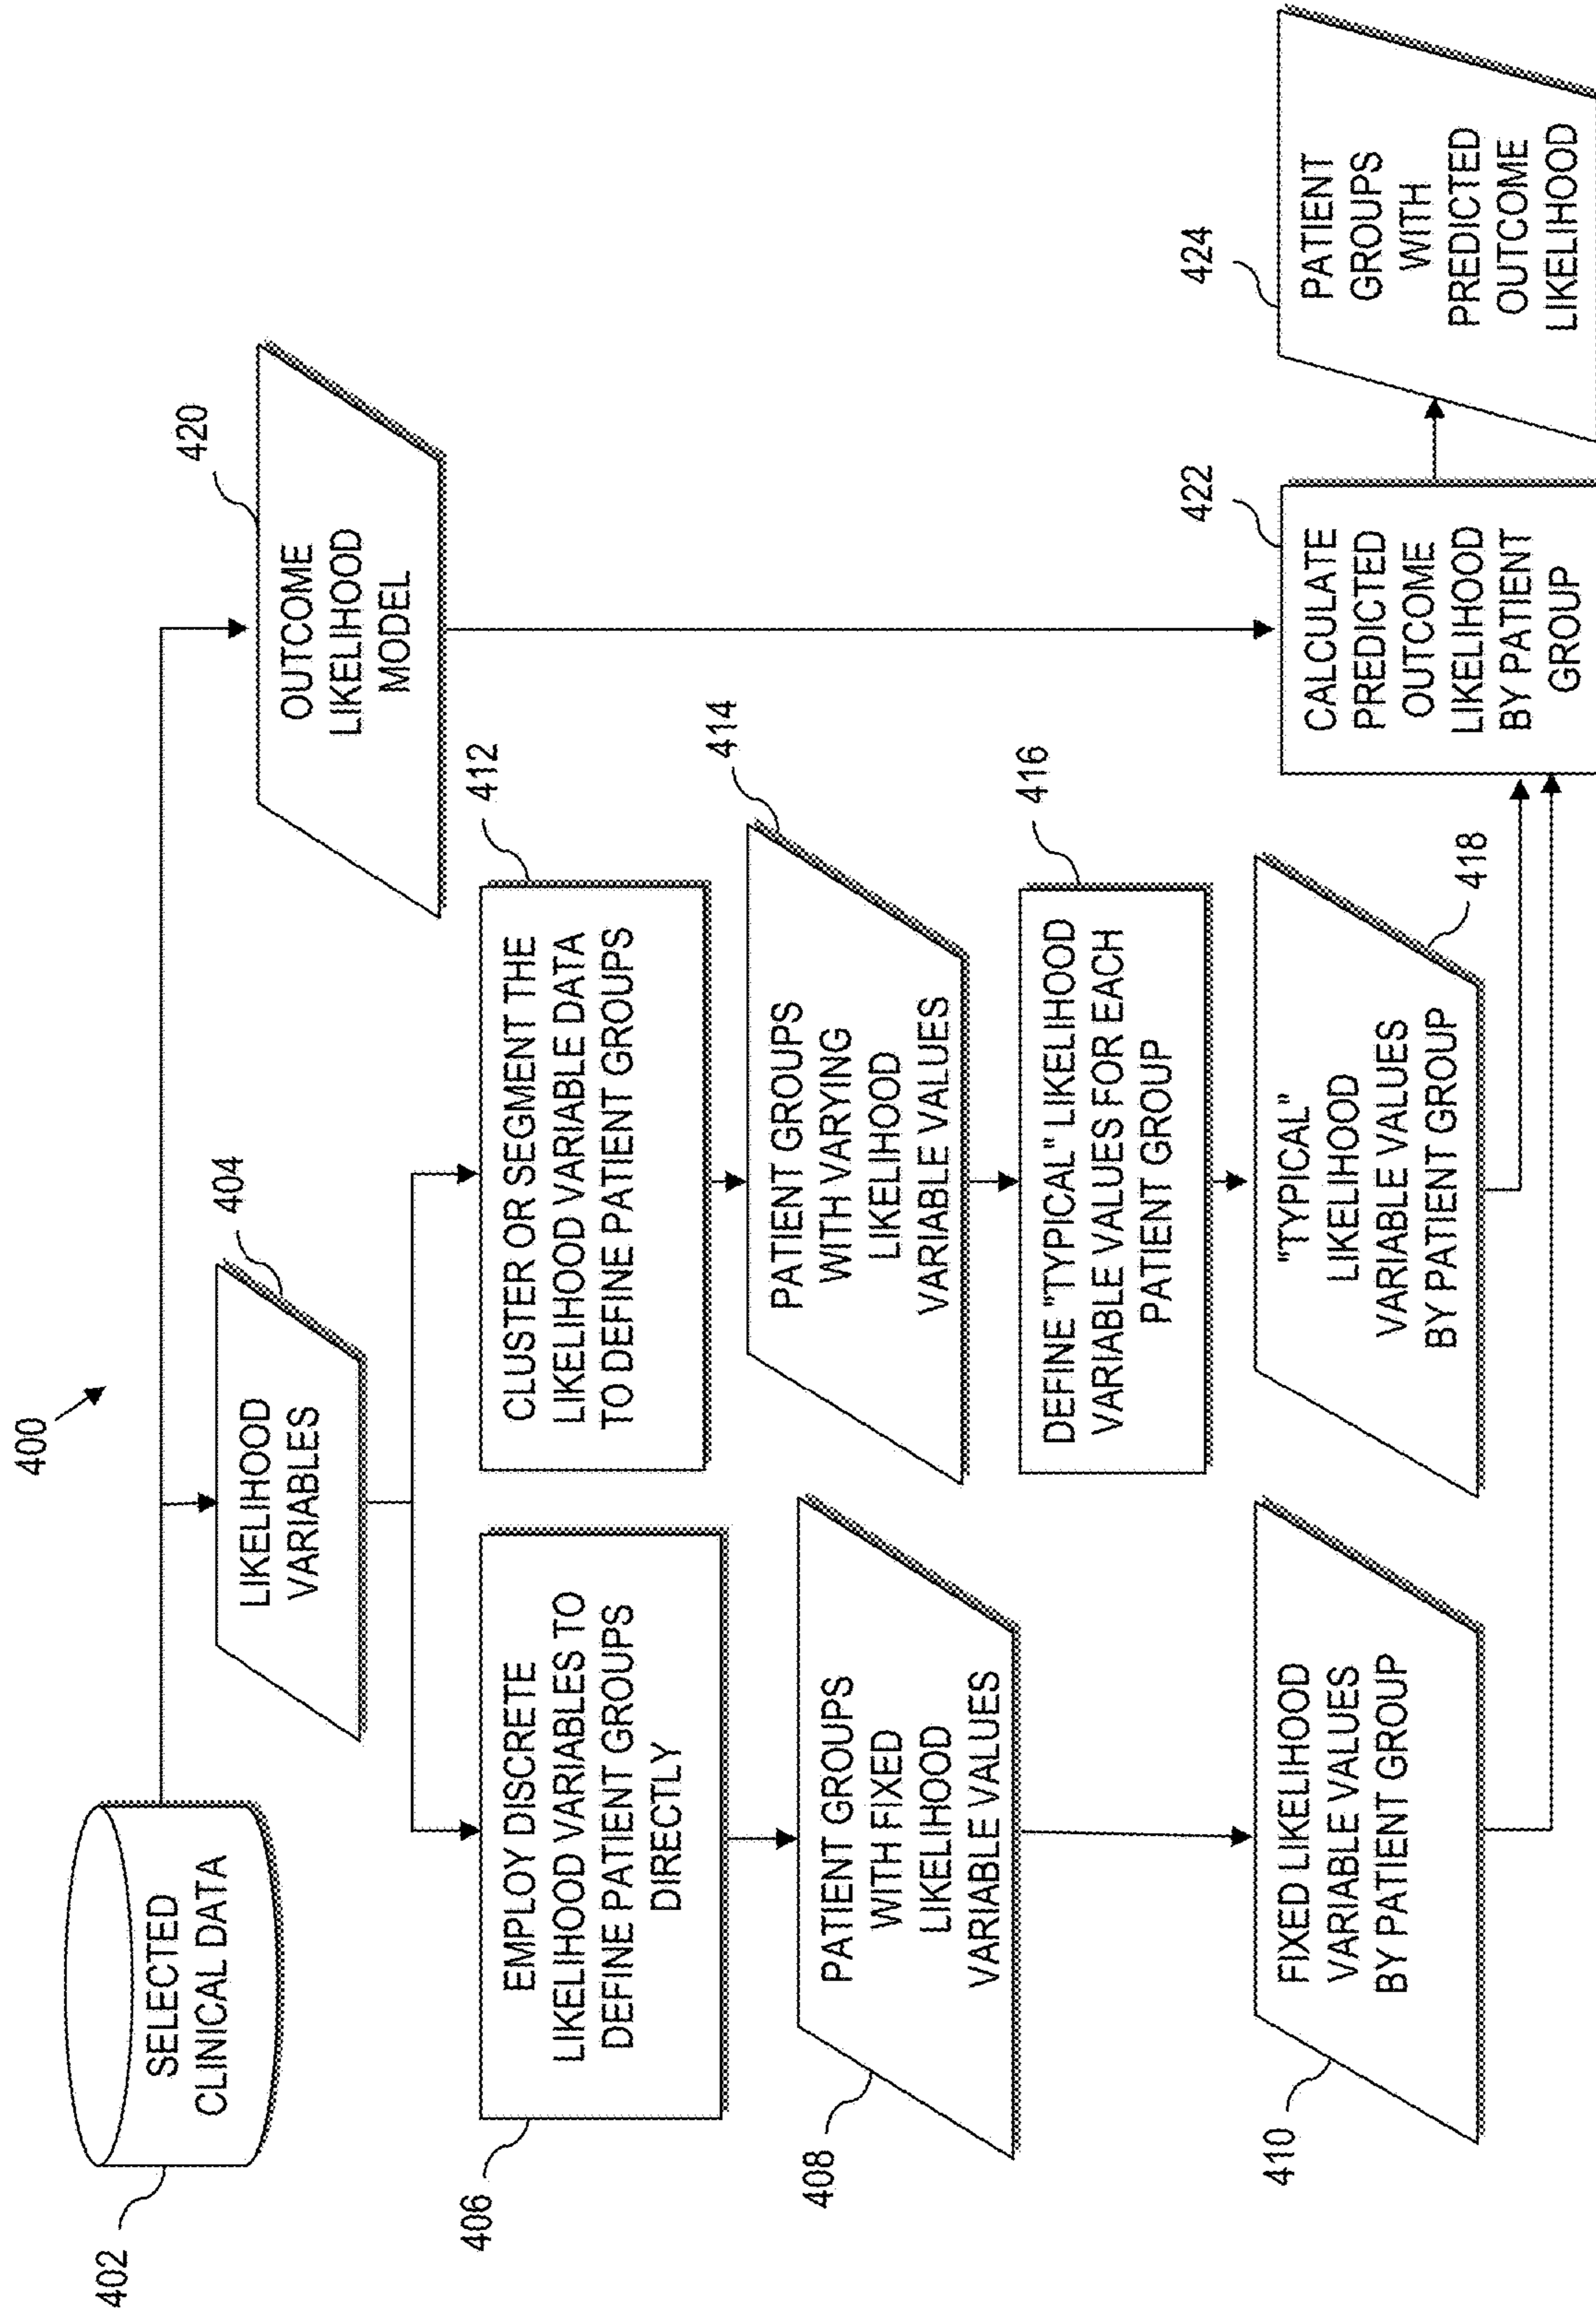 400
402
SELECTED
CLINICAL DATA
404
LIKELIHOOD
VARIABLES
420
OUTCOME
LIKELIHOOD
MODEL
406
EMPLOY DISCRETE
LIKELIHOOD VARIABLES TO
DEFINE PATIENT GROUPS
DIRECTLY
412
CLUSTER OR SEGMENT THE
LIKELIHOOD VARIABLE DATA
TO DEFINE PATIENT GROUPS
408
PATIENT GROUPS
WITH FIXED
LIKELIHOOD
VARIABLE VALUES
414
PATIENT GROUPS
WITH VARYING
LIKELIHOOD
VARIABLE VALUES
416
DEFINE "TYPICAL" LIKELIHOOD
VARIABLE VALUES FOR EACH
PATIENT GROUP
410
FIXED LIKELIHOOD
VARIABLE VALUES
BY PATIENT GROUP
418
"TYPICAL"
LIKELIHOOD
VARIABLE VALUES
BY PATIENT GROUP
422
CALCULATE
PREDICTED
OUTCOME
LIKELIHOOD
BY PATIENT
GROUP
424
PATIENT
GROUPS
WITH
PREDICTED
OUTCOME
LIKELIHOOD